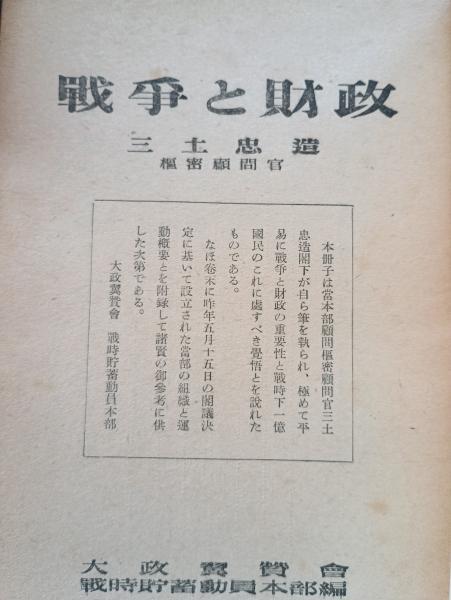 戰爭と財政
三土忠造
樞密顧問官
本冊子は當本部顧問樞密顧問官三土
忠造閣下が自ら筆を執られ、極めて平
易に戰爭と財政の重要性と戰時下一億
國民のこれに處すべき覺悟とを說れた
ものである。
なほ卷末に昨年五月十五日の閣議決
定に基いて設立された當部の組織と運
動概要とを附錄して諸賢の御參考に供
した次第である。
大政翼贊會 戰時貯蓄動員本部
大政翼贊會
戰時貯蓄動員本部編